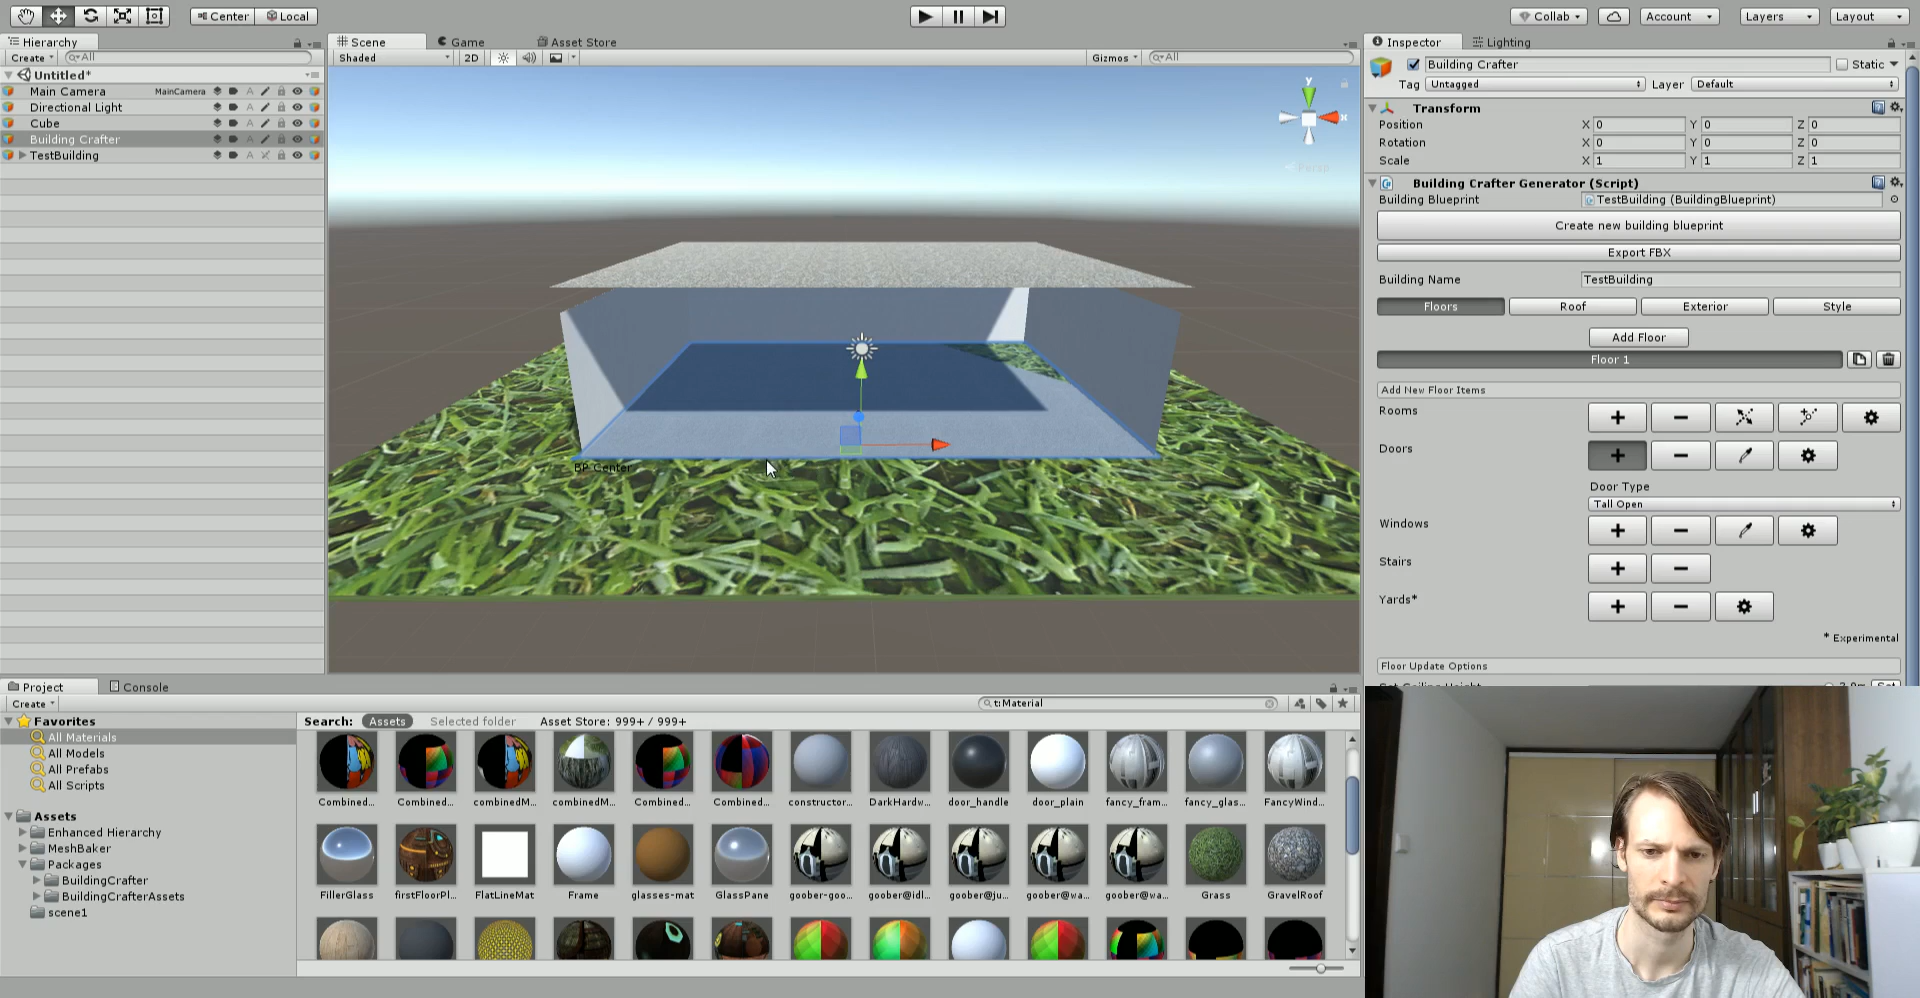 Center
Local
Collab
Account
Layers
Layout
Hierarchy
Create
All
Untitled*
Main Camera
MainCamera
Directional Light
Cube
Building Crafter
TestBuilding
Scene
Game
Asset Store
Shaded
2D
Gizmos
All
y
x
Persp
BP Center
Inspector
Lighting
Building Crafter
Static
Tag
Untagged
Layer
Default
Transform
Position
X 0
Y 0
Z 0
Rotation
X 0
Y 0
Z 0
Scale
X 1
Y 1
Z 1
Building Crafter Generator (Script)
Building Blueprint
TestBuilding (BuildingBlueprint)
Create new building blueprint
Export FBX
Building Name
TestBuilding
Floors
Roof
Exterior
Style
Add Floor
Floor 1
Add New Floor Items
Rooms
Doors
Door Type
Tall Open
Windows
Stairs
Yards*
* Experimental
Floor Update Options
Project
Console
Create
t:Material
Favorites
All Materials
All Models
All Prefabs
All Scripts
Assets
Enhanced Hierarchy
MeshBaker
Packages
BuildingCrafter
BuildingCrafterAssets
scene1
Search:
Assets
Selected folder
Asset Store: 999+ / 999+
Combined...
Combined...
combinedM...
combinedM...
Combined...
Combined...
constructor...
DarkHardw...
door_handle
door_plain
fancy_fram...
fancy_glas...
FancyWind...
FillerGlass
firstFloorPl...
FlatLineMat
Frame
glasses-mat
GlassPane
goober-goo...
goober@idl...
goober@ju...
goober@wa...
goober@wa...
Grass
GravelRoof